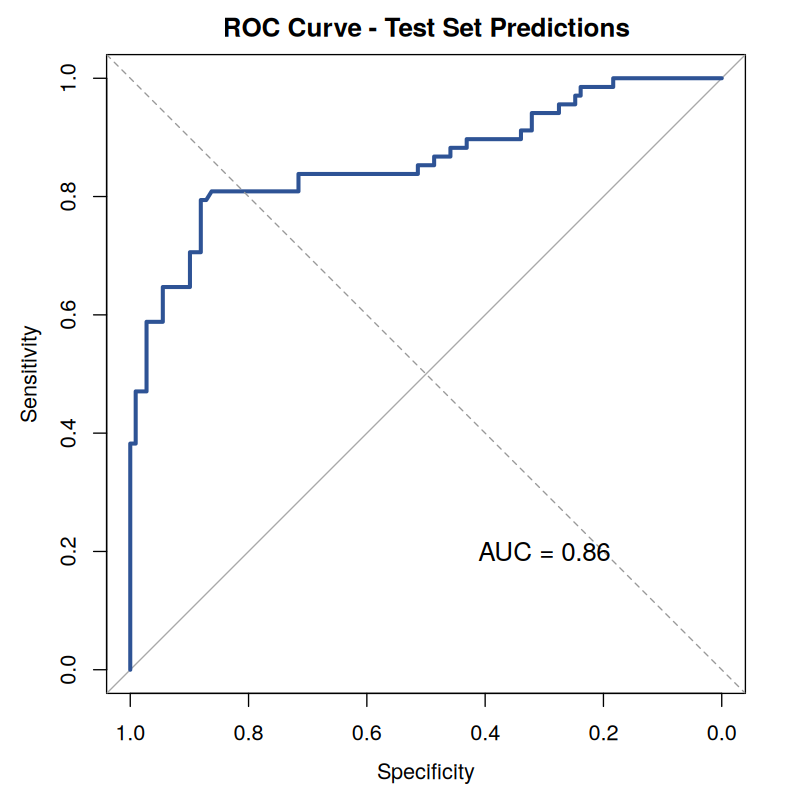 ROC Curve - Test Set Predictions
1.0
0.8
0.6
0.4
0.2
0.0
Sensitivity
AUC = 0.86
1.0 0.8 0.6 0.4 0.2 0.0
Specificity